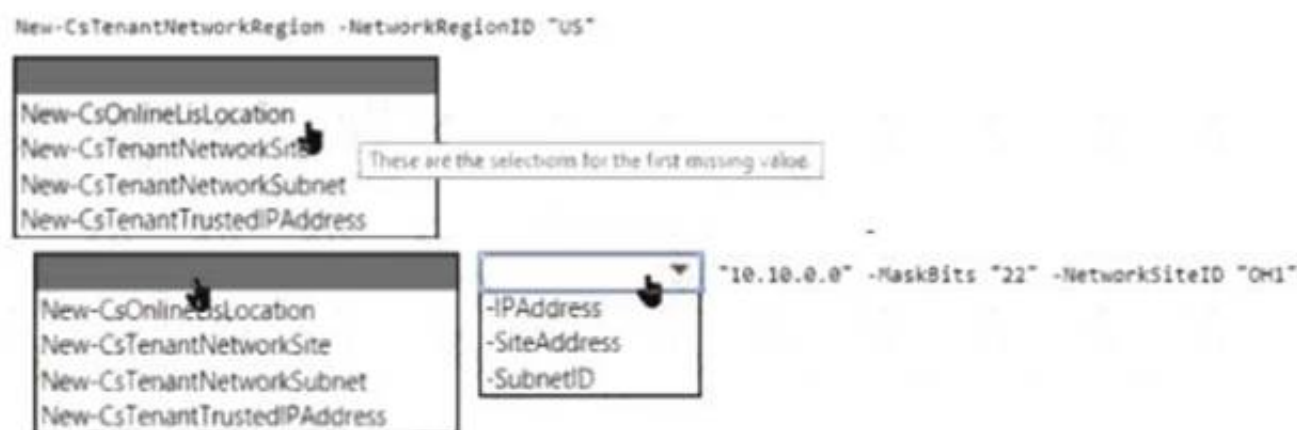 New-CsTenantNetworkRegion -NetworkRegionID "US"
New-CsOnlineLisLocation
New-CsTenantNetworkSite
New-CsTenantNetworkSubnet
New-CsTenantTrustedIPAddress
These are the selections for the first missing value.
"10.10.0.0" -MaskBits "22" -NetworkSiteID "OH1"
New-CsOnlineLisLocation
New-CsTenantNetworkSite
New-CsTenantNetworkSubnet
New-CsTenantTrustedIPAddress
-IPAddress
-SiteAddress
-SubnetID